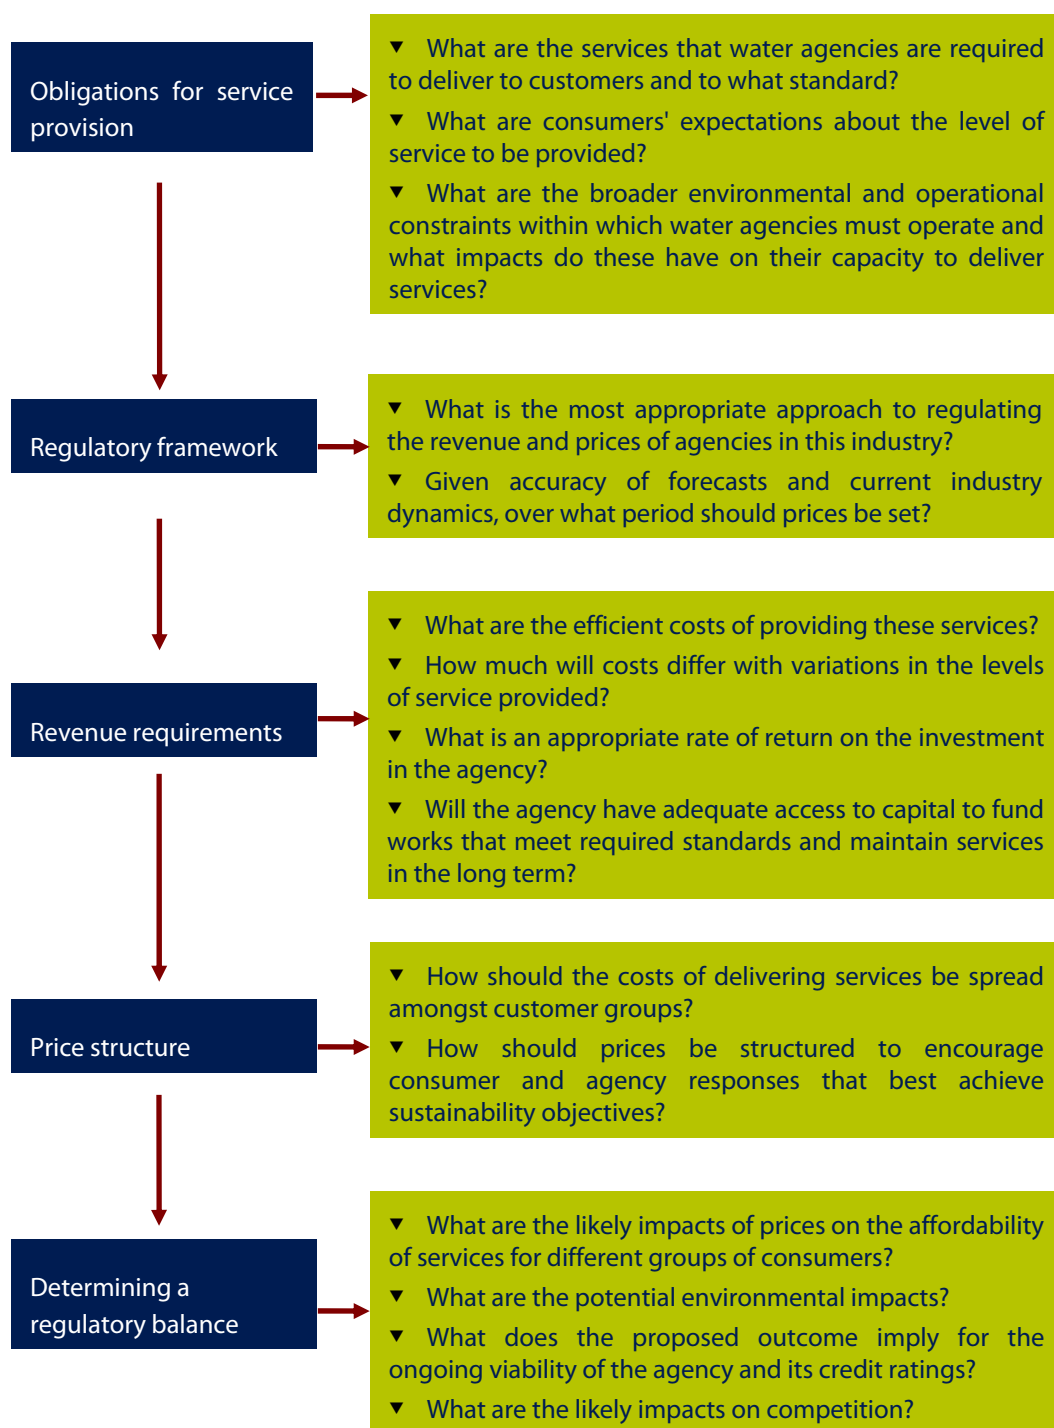 Obligations for service
provision
▼ What are the services that water agencies are required
to deliver to customers and to what standard?
▼ What are consumers' expectations about the level of
service to be provided?
▼ What are the broader environmental and operational
constraints within which water agencies must operate and
what impacts do these have on their capacity to deliver
services?
Regulatory framework
▼ What is the most appropriate approach to regulating
the revenue and prices of agencies in this industry?
▼ Given accuracy of forecasts and current industry
dynamics, over what period should prices be set?
Revenue requirements
▼ What are the efficient costs of providing these services?
▼ How much will costs differ with variations in the levels
of service provided?
▼ What is an appropriate rate of return on the investment
in the agency?
▼ Will the agency have adequate access to capital to fund
works that meet required standards and maintain services
in the long term?
Price structure
▼ How should the costs of delivering services be spread
amongst customer groups?
▼ How should prices be structured to encourage
consumer and agency responses that best achieve
sustainability objectives?
Determining a
regulatory balance
▼ What are the likely impacts of prices on the affordability
of services for different groups of consumers?
▼ What are the potential environmental impacts?
▼ What does the proposed outcome imply for the
ongoing viability of the agency and its credit ratings?
▼ What are the likely impacts on competition?